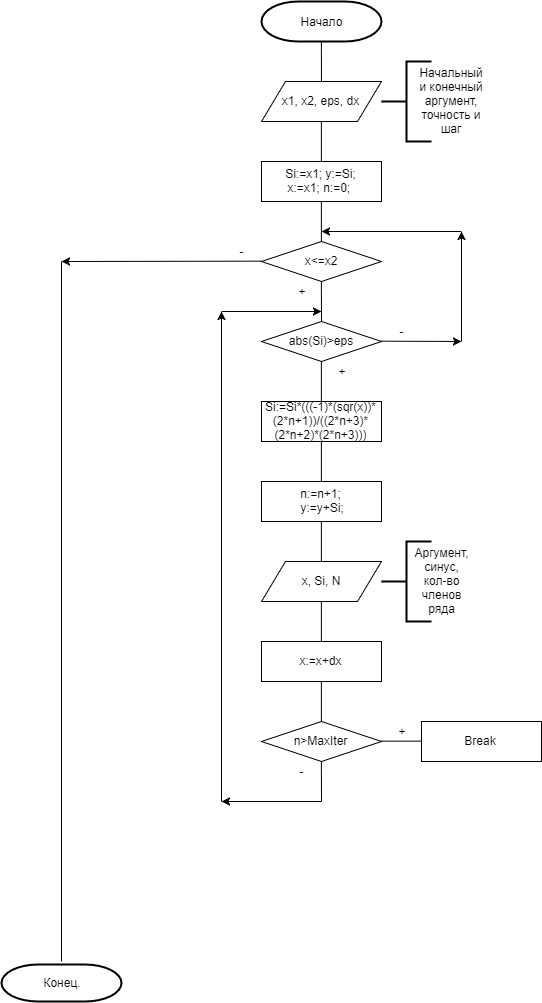 Начало
x1, x2, eps, dx
Начальный
и конечный
аргумент,
точность и
шаг
Si:=x1; y:=Si;
x:=x1; n:=0;
-
x<=x2
+
abs(Si)>eps
-
+
Si:=Si*(((-1)*(sqr(x))*
(2*n+1))/((2*n+3)*
(2*n+2)*(2*n+3)))
n:=n+1;
y:=y+Si;
x, Si, N
Аргумент,
синус,
кол-во
членов
ряда
x:=x+dx
n>MaxIter
+
Break
-
Конец.